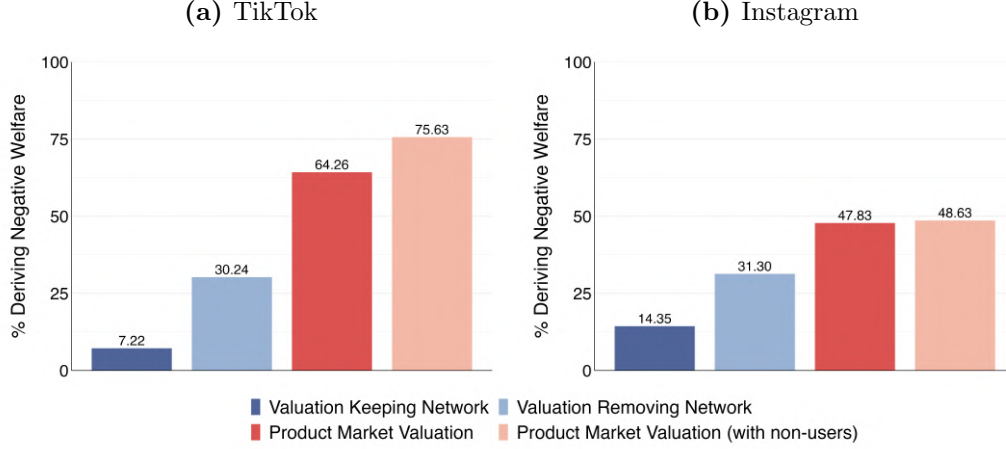 (a) TikTok
(b) Instagram
% Deriving Negative Welfare
100
75
50
25
0
7.22
30.24
64.26
75.63
% Deriving Negative Welfare
100
75
50
25
0
14.35
31.30
47.83
48.63
Valuation Keeping Network
Valuation Removing Network
Product Market Valuation
Product Market Valuation (with non-users)